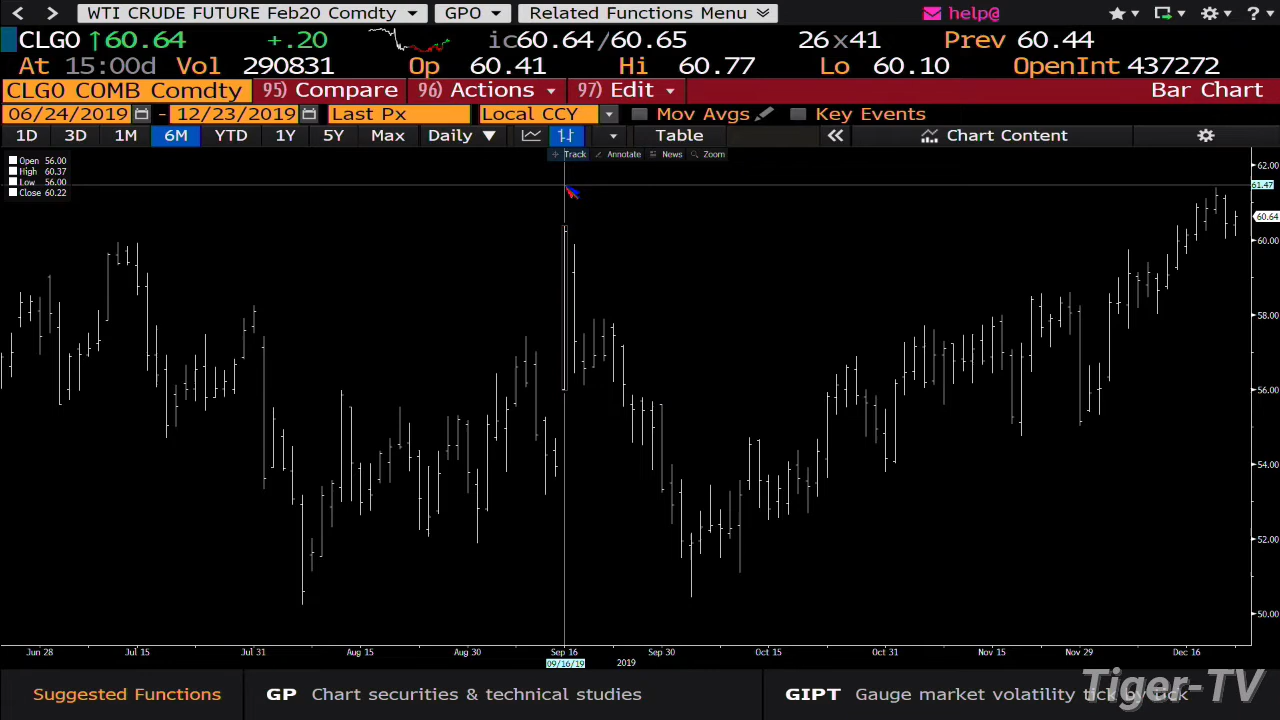 WTI CRUDE FUTURE Feb20 Comdty GPO Related Functions Menu help@ ?
CLG0 ↑60.64 +.20 ic60.64/60.65 26x41 Prev 60.44
At 15:00d Vol 290831 Op 60.41 Hi 60.77 Lo 60.10 OpenInt 437272
CLG0 COMB Comdty 95) Compare 96) Actions 97) Edit Bar Chart
06/24/2019 - 12/23/2019 Last Px Local CCY Mov Avgs Key Events
1D 3D 1M 6M YTD 1Y 5Y Max Daily ▼ Table « Chart Content
Track Annotate News Zoom
Open 56.00
High 60.37
Low 56.00
Close 60.22
62.00
61.47
60.64
60.00
58.00
56.00
54.00
52.00
50.00
Jun 28 Jul 15 Jul 31 Aug 15 Aug 30 Sep 16 Sep 30 Oct 15 Oct 31 Nov 15 Nov 29 Dec 16
09/16/19 2019
Suggested Functions GP Chart securities & technical studies GIPT Gauge market volatility tick by tick
Tiger-TV